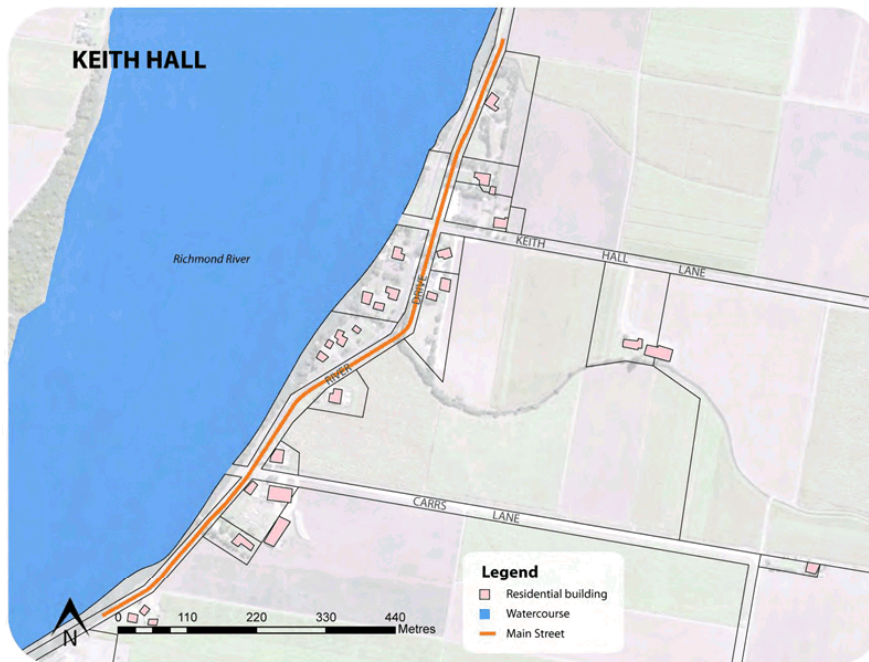 KEITH HALL
Richmond River
KEITH HALL LANE
RIVER DRIVE
CARRS LANE
N
0 110 220 330 440
Metres
Legend
Residential building
Watercourse
Main Street